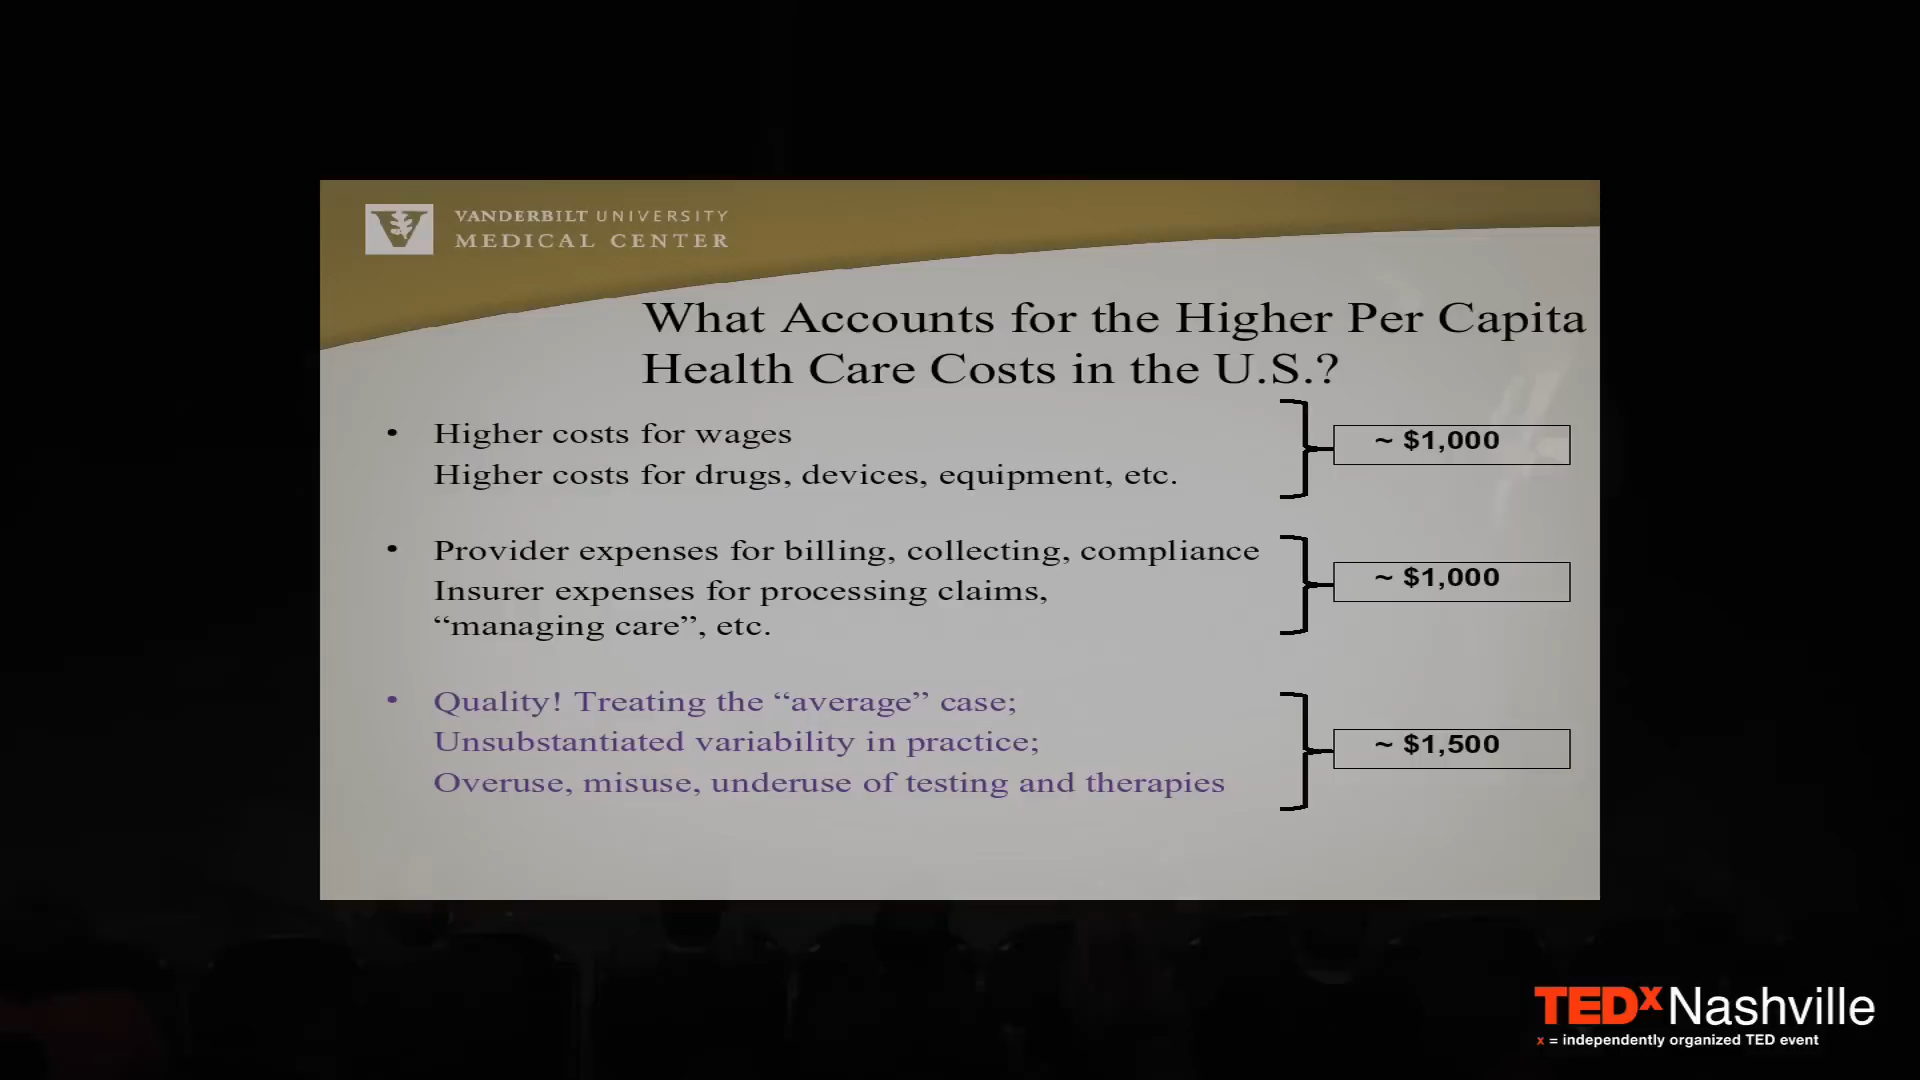 VANDERBILT UNIVERSITY
MEDICAL CENTER
What Accounts for the Higher Per Capita
Health Care Costs in the U.S.?
• Higher costs for wages
Higher costs for drugs, devices, equipment, etc.
~ $1,000
• Provider expenses for billing, collecting, compliance
Insurer expenses for processing claims,
“managing care”, etc.
~ $1,000
• Quality! Treating the “average” case;
Unsubstantiated variability in practice;
Overuse, misuse, underuse of testing and therapies
~ $1,500
TEDxNashville
x = independently organized TED event